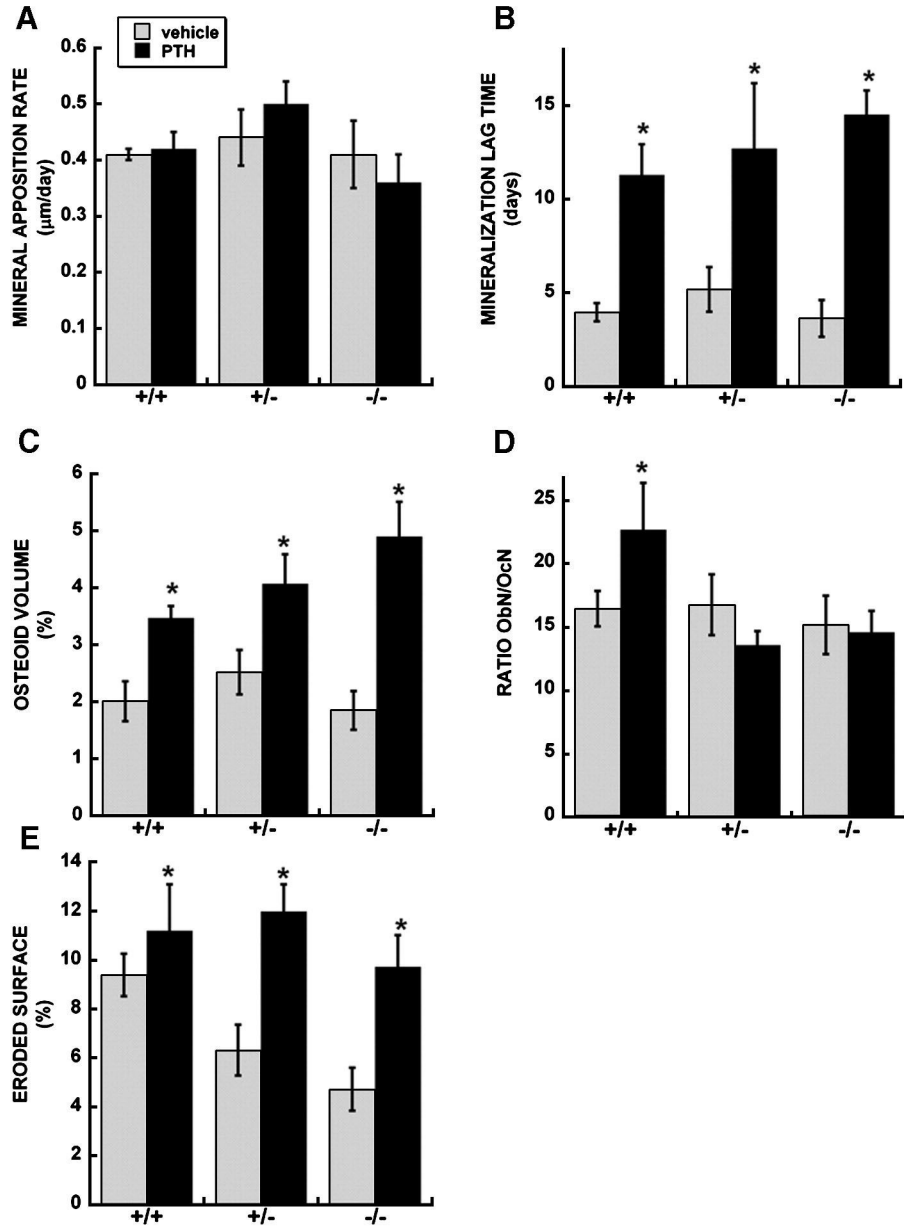 A
vehicle
PTH
MINERAL APPOSITION RATE
(µm/day)
0.6
0.5
0.4
0.3
0.2
0.1
0
+/+ +/- -/-
B
MINERALIZATION LAG TIME
(days)
15
10
5
0
* * *
+/+ +/- -/-
C
OSTEOID VOLUME
(%)
6
5
4
3
2
1
0
* * *
+/+ +/- -/-
D
RATIO ObN/OcN
25
20
15
10
5
0
*
+/+ +/- -/-
E
ERODED SURFACE
(%)
14
12
10
8
6
4
2
0
* * *
+/+ +/- -/-